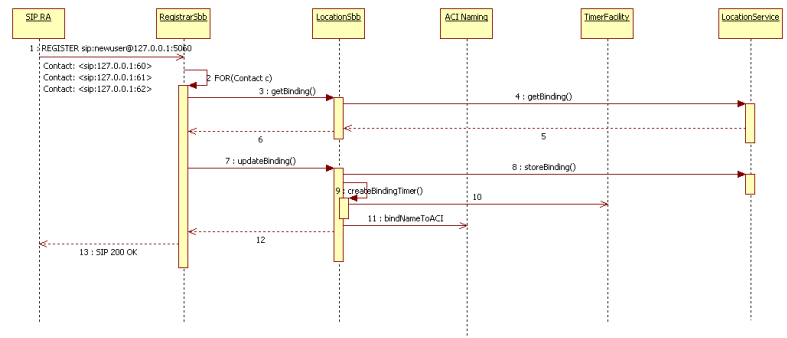 SIP RA
RegistrarSbb
LocationSbb
ACI Naming
TimerFacility
LocationService
1 : REGISTER sip:newuser@127.0.0.1:5060
Contact: <sip:127.0.0.1:60>
Contact: <sip:127.0.0.1:61>
Contact: <sip:127.0.0.1:62>
2 FOR(Contact c)
3 : getBinding()
4 : getBinding()
5
6
7 : updateBinding()
8 : storeBinding()
9 : createBindingTimer()
10
11 : bindNameToACI
12
13 : SIP 200 OK